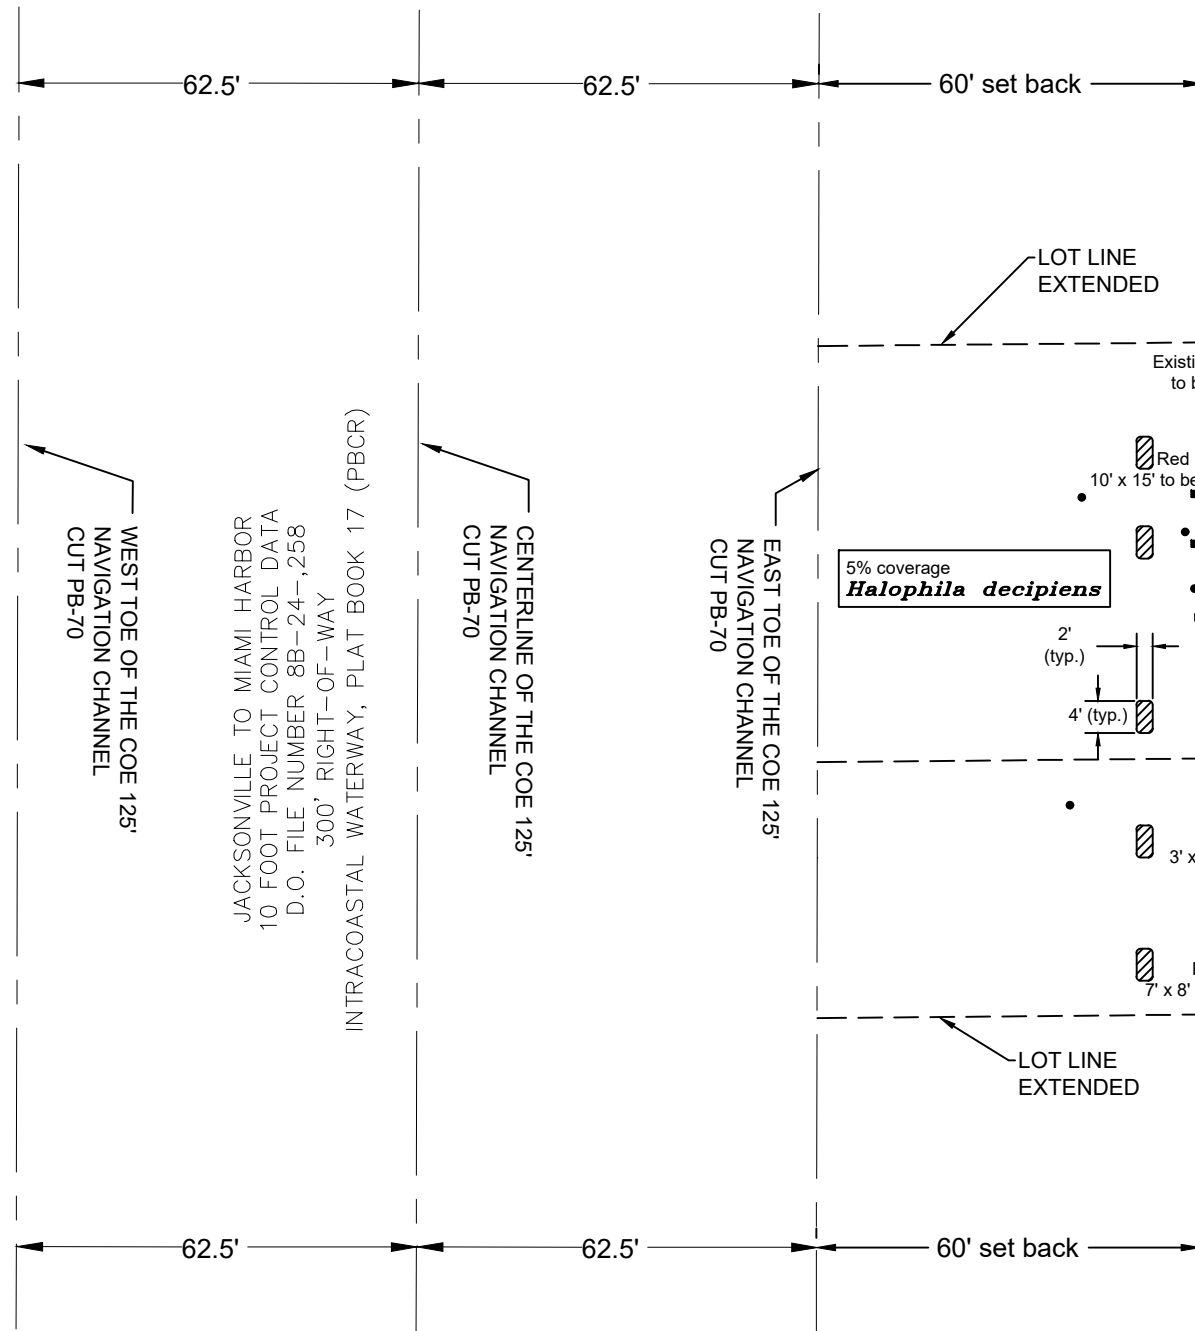 62.5'
62.5'
60' set back
LOT LINE
EXTENDED
Red
10' x 15' to be
5% coverage
Halophila decipiens
2'
(typ.)
4' (typ.)
WEST TOE OF THE COE 125'
NAVIGATION CHANNEL
CUT PB-70
JACKSONVILLE TO MIAMI HARBOR
10 FOOT PROJECT CONTROL DATA
D.O. FILE NUMBER 8B-24-,258
300' RIGHT-OF-WAY
INTRACOASTAL WATERWAY, PLAT BOOK 17 (PBCR)
CENTERLINE OF THE COE 125'
NAVIGATION CHANNEL
CUT PB-70
EAST TOE OF THE COE 125'
NAVIGATION CHANNEL
CUT PB-70
3' x
7' x 8'
LOT LINE
EXTENDED
62.5'
62.5'
60' set back